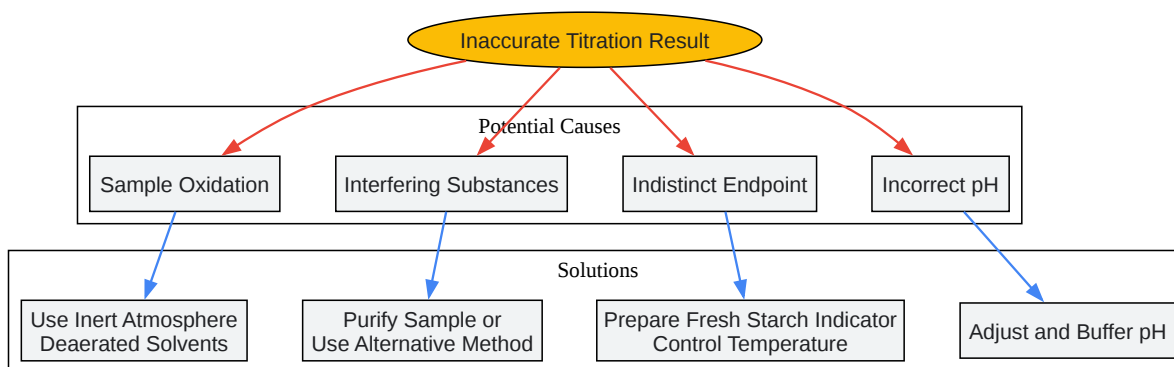 Inaccurate Titration Result
Potential Causes
Sample Oxidation
Interfering Substances
Indistinct Endpoint
Incorrect pH
Solutions
Use Inert Atmosphere
Deaerated Solvents
Purify Sample or
Use Alternative Method
Prepare Fresh Starch Indicator
Control Temperature
Adjust and Buffer pH